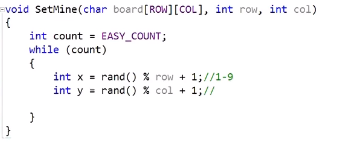 void SetMine(char board[ROW][COL], int row, int col)
{
    int count = EASY_COUNT;
    while (count)
    {
        int x = rand() % row + 1;//1-9
        int y = rand() % col + 1;//

    }
}